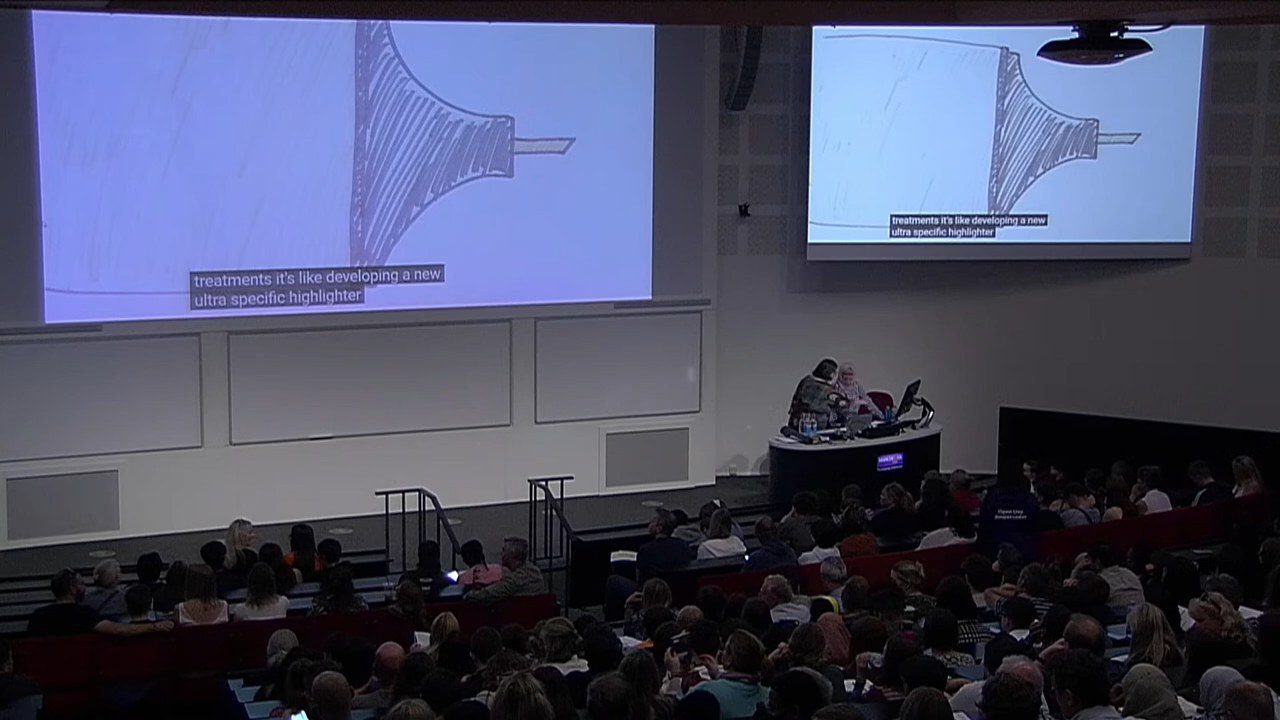 treatments it's like developing a new
ultra specific highlighter
treatments it's like developing a new
ultra specific highlighter